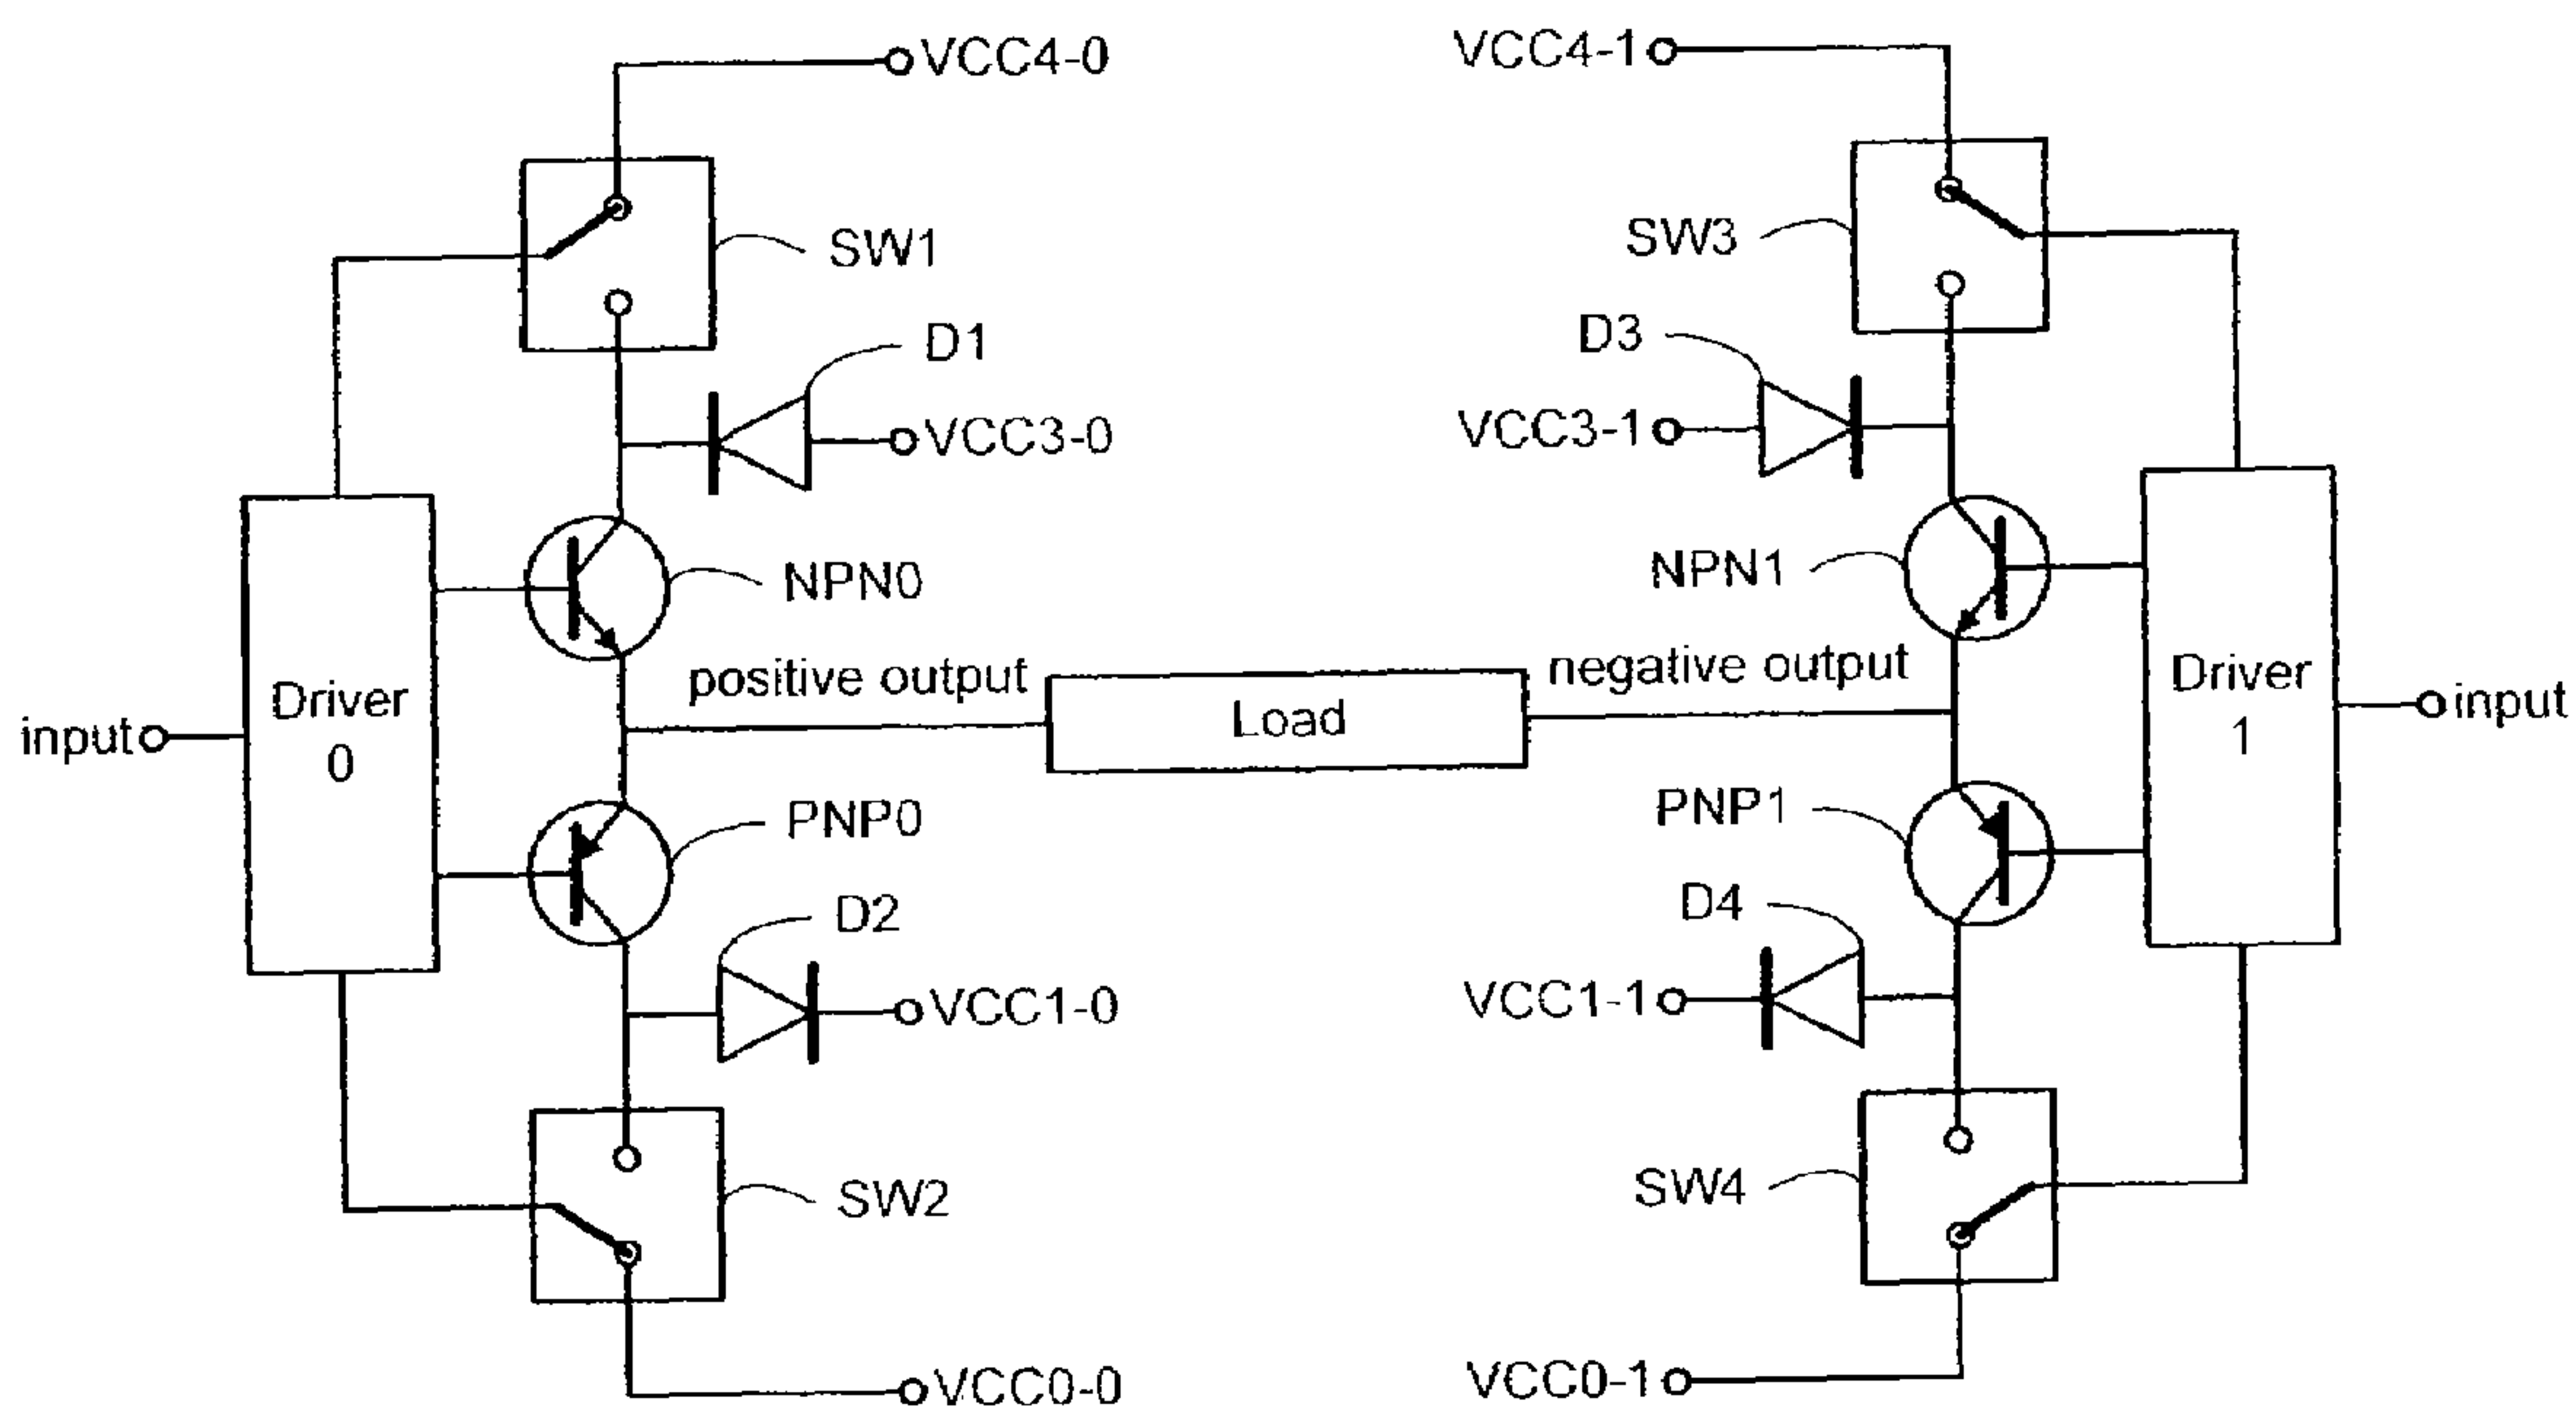 VCC4-0
VCC4-1
SW1
SW3
D1
D3
VCC3-0
VCC3-1
NPN0
NPN1
positive output
negative output
Driver
0
Load
Driver
1
input
input
PNP0
PNP1
D2
D4
VCC1-0
VCC1-1
SW2
SW4
VCC0-0
VCC0-1